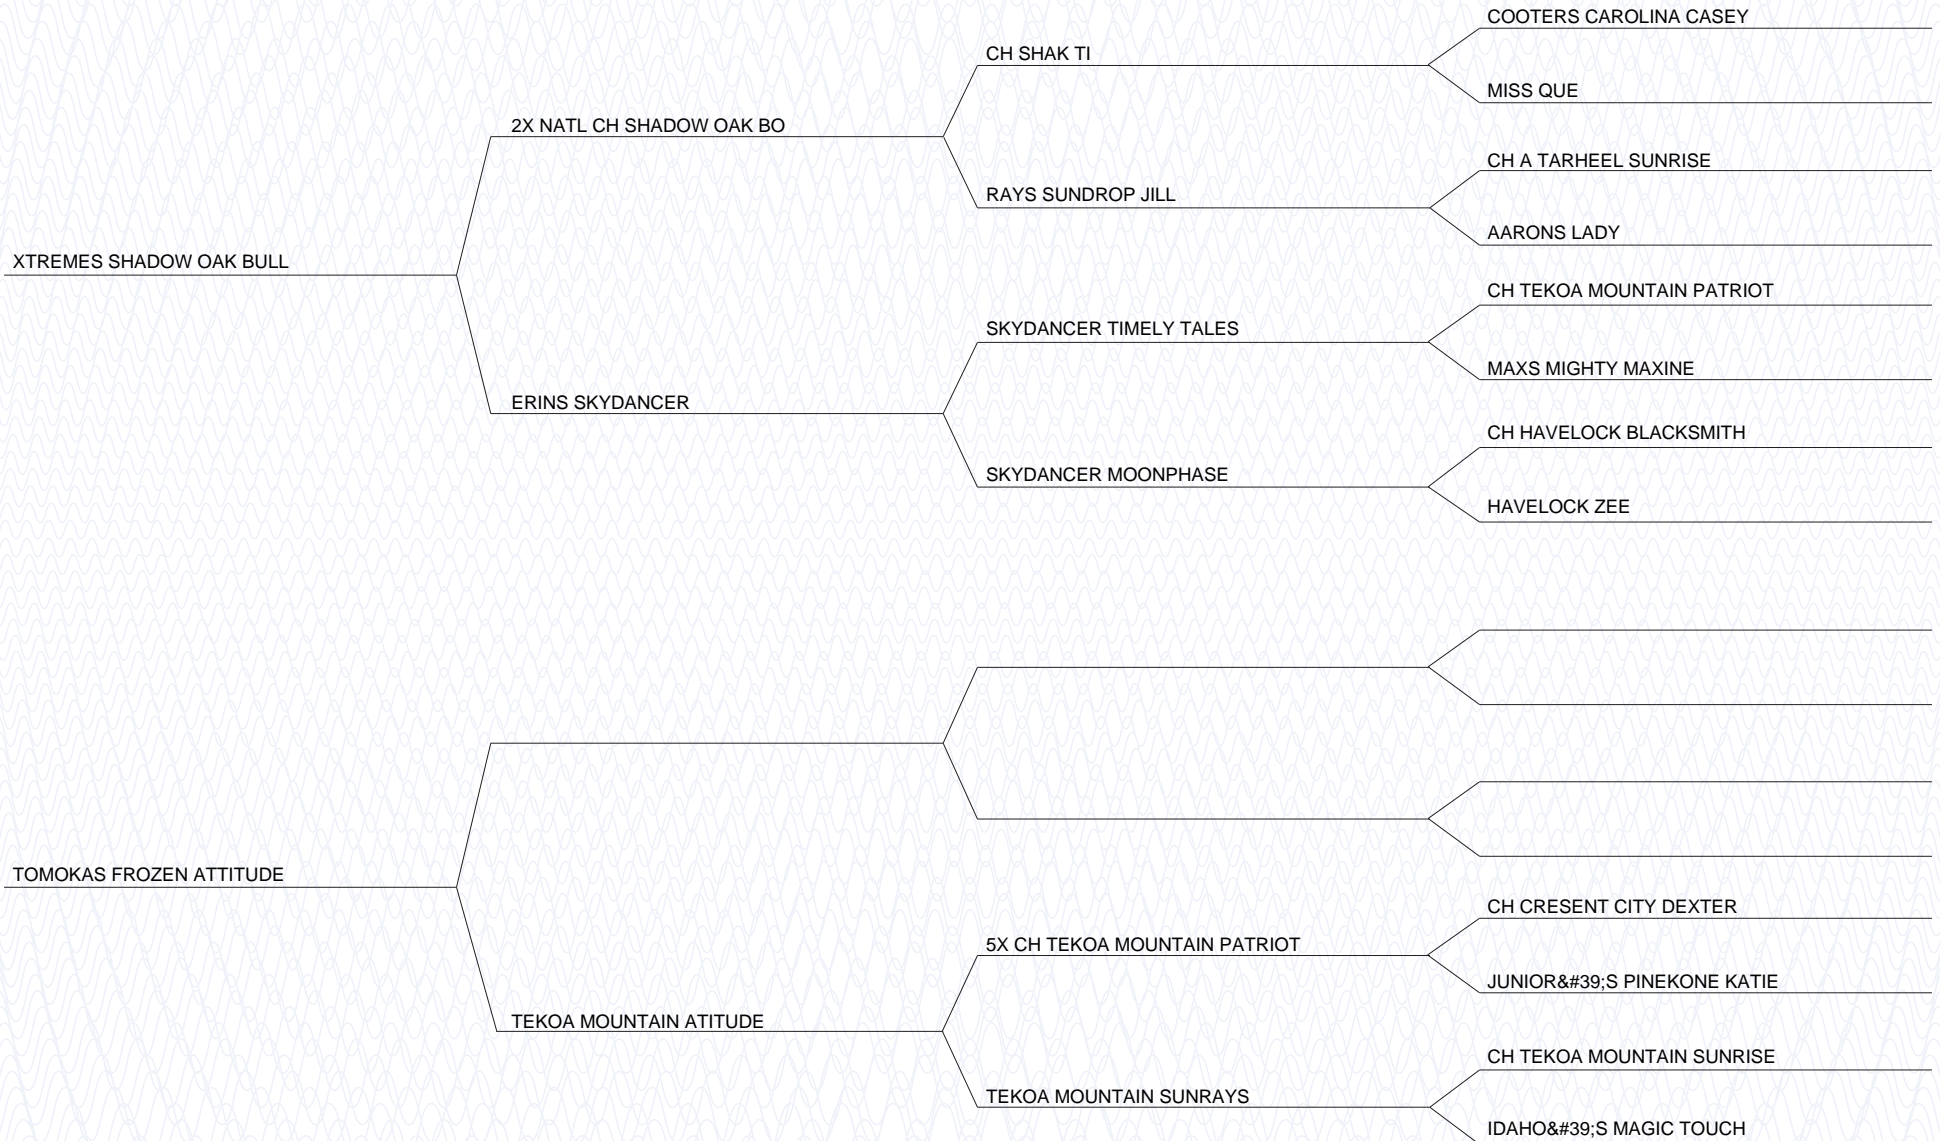 COOTERS CAROLINA CASEY
CH SHAK TI
MISS QUE
2X NATL CH SHADOW OAK BO
CH A TARHEEL SUNRISE
RAYS SUNDROP JILL
AARONS LADY
XTREMES SHADOW OAK BULL
CH TEKOA MOUNTAIN PATRIOT
SKYDANCER TIMELY TALES
MAXS MIGHTY MAXINE
ERINS SKYDANCER
CH HAVELOCK BLACKSMITH
SKYDANCER MOONPHASE
HAVELOCK ZEE
TOMOKAS FROZEN ATTITUDE
CH CRESENT CITY DEXTER
5X CH TEKOA MOUNTAIN PATRIOT
JUNIOR&#39;S PINEKONE KATIE
TEKOA MOUNTAIN ATITUDE
CH TEKOA MOUNTAIN SUNRISE
TEKOA MOUNTAIN SUNRAYS
IDAHO&#39;S MAGIC TOUCH